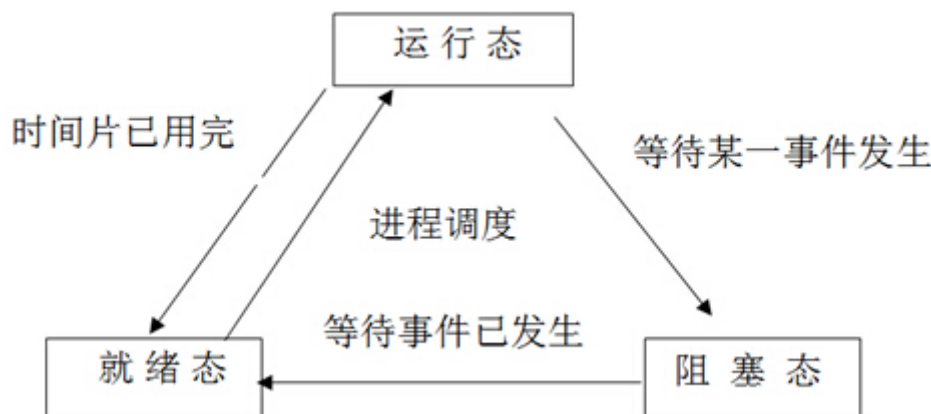 运行态
时间片已用完
等待某一事件发生
进程调度
等待事件已发生
就绪态
阻塞态